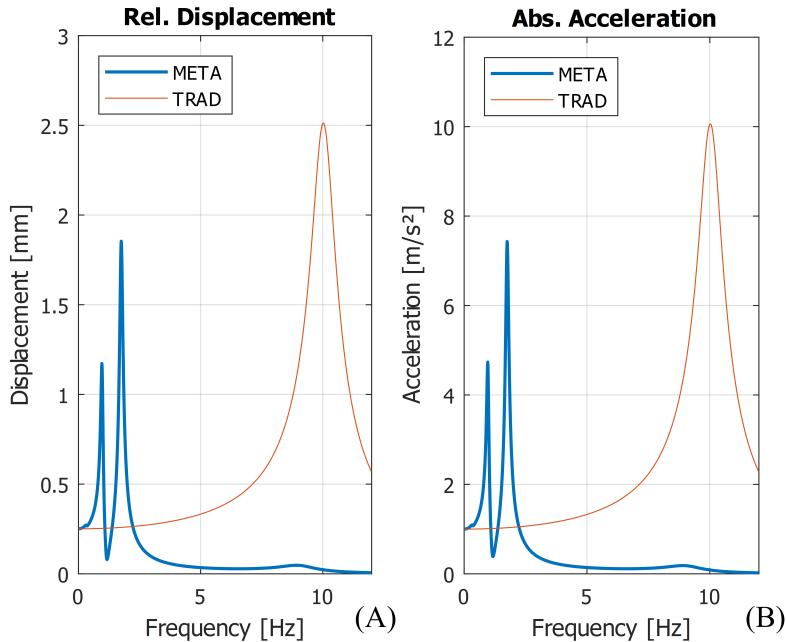 Rel. Displacement
3
2.5
2
1.5
1
0.5
0
0
5
10
Displacement [mm]
Frequency [Hz]
META
TRAD
(A)
Abs. Acceleration
12
10
8
6
4
2
0
0
5
10
Acceleration [m/s²]
Frequency [Hz]
META
TRAD
(B)